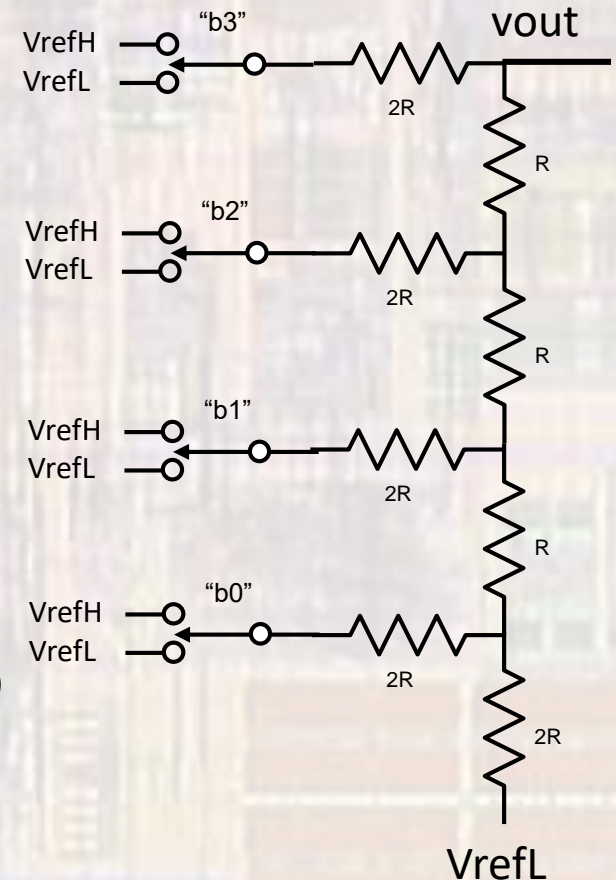 vout
"b3"
VrefH
VrefL
2R
R
"b2"
VrefH
VrefL
2R
R
"b1"
VrefH
VrefL
2R
R
"b0"
VrefH
VrefL
2R
)
2R
VrefL